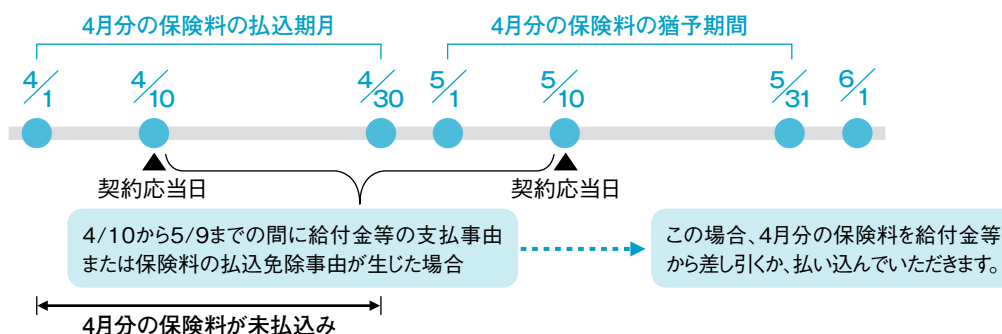 4月分の保険料の払込期月
4月分の保険料の猶予期間
4/1
4/10
4/30
5/1
5/10
5/31
6/1
契約応当日
契約応当日
4/10から5/9までの間に給付金等の支払事由
または保険料の払込免除事由が生じた場合
この場合、4月分の保険料を給付金等
から差し引くか、払い込んでいただきます。
4月分の保険料が未払込み